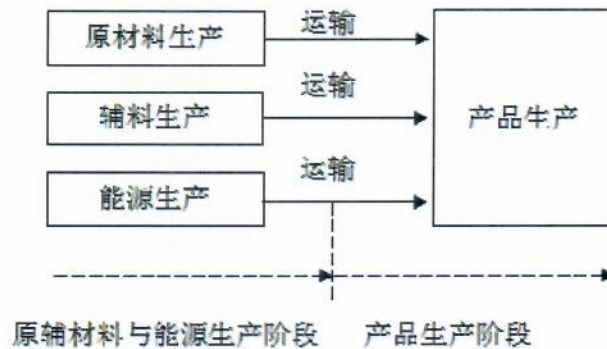 原材料生产
运输
辅料生产
运输
能源生产
运输
产品生产
原辅材料与能源生产阶段
产品生产阶段